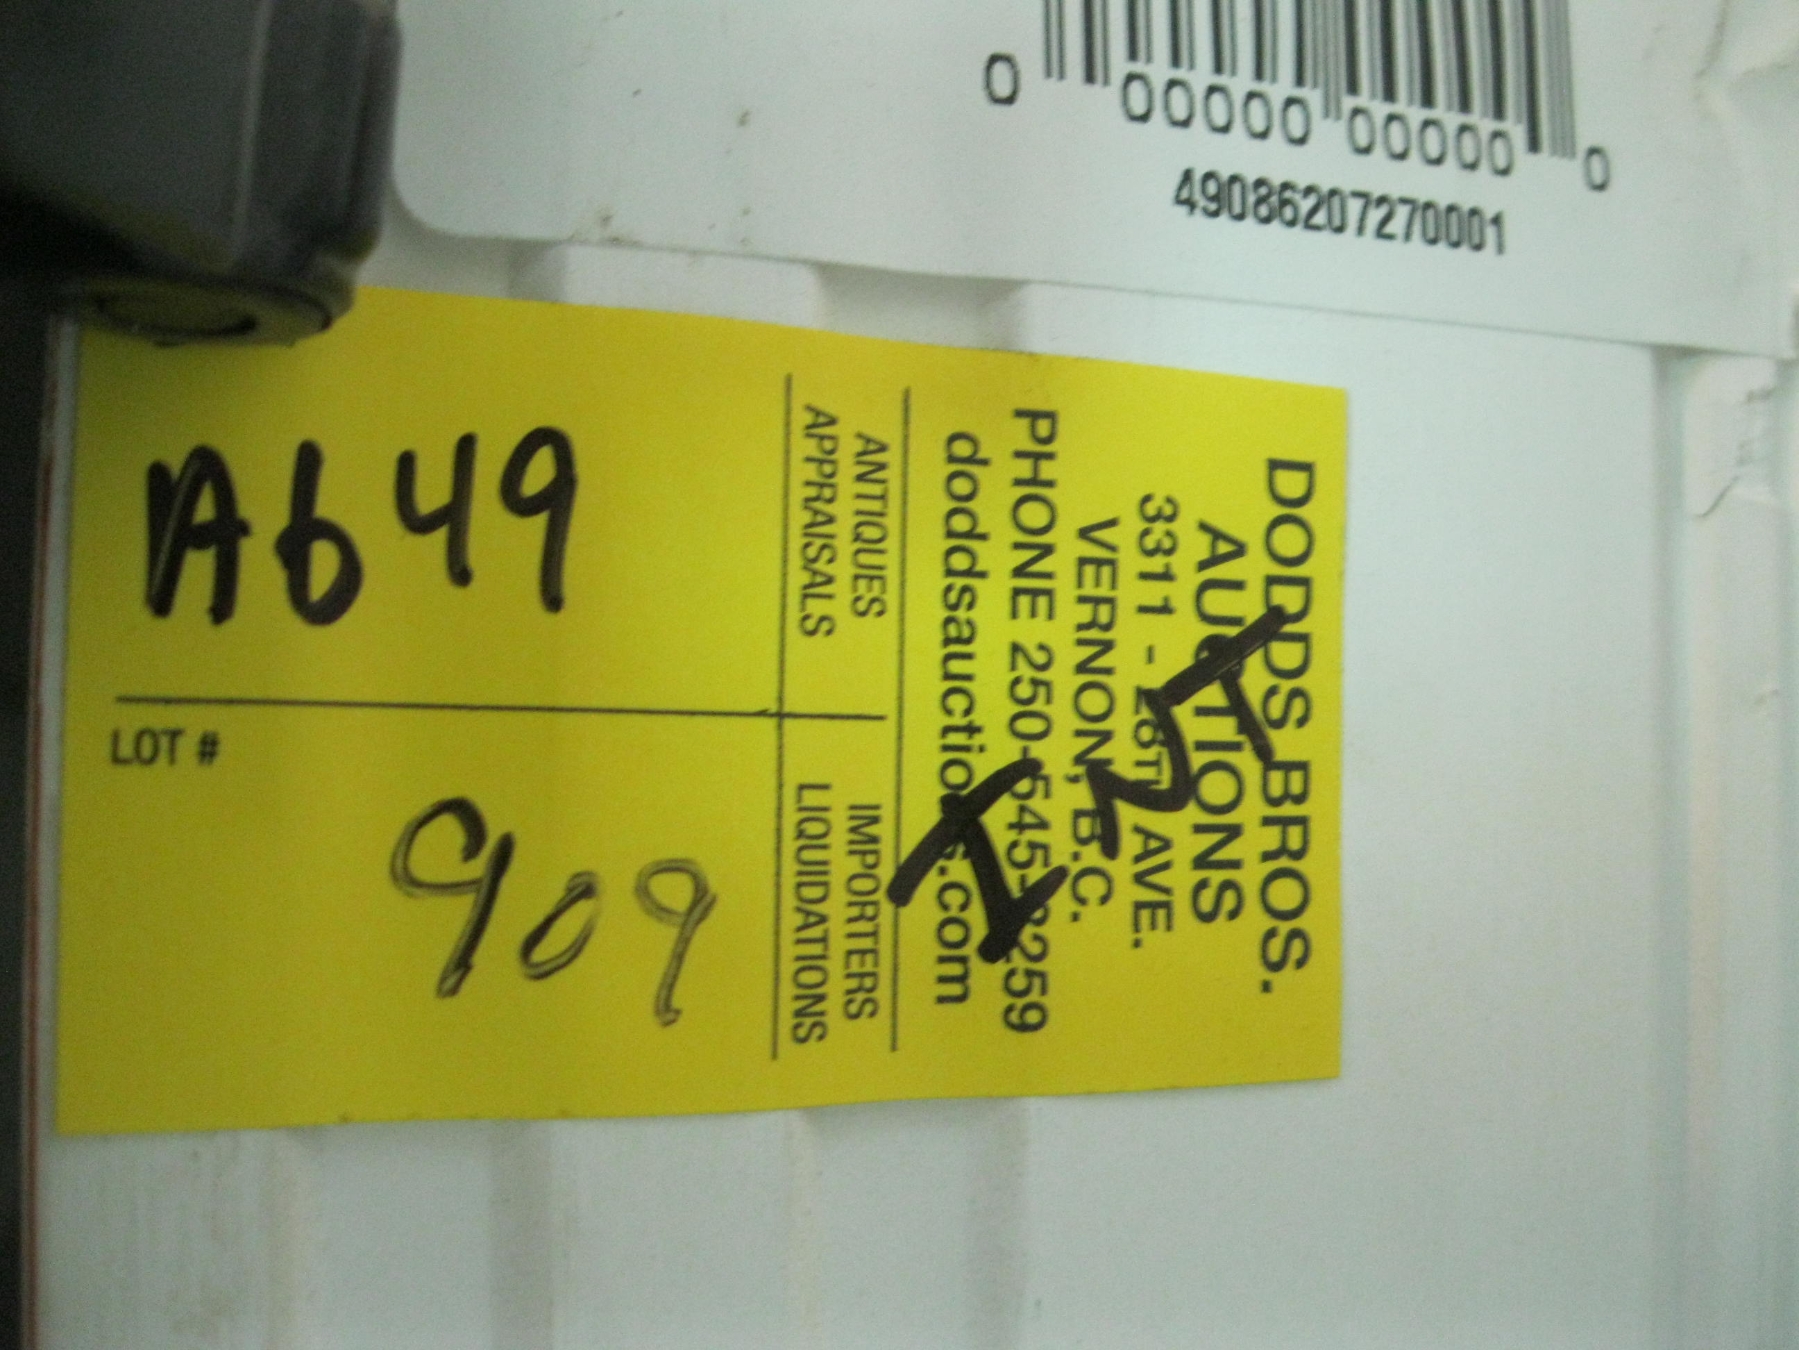 0 00000 00000 0
49086207270001
DODDS BROS.
AUCTIONS
3311 - 28TH AVE.
VERNON, B.C.
PHONE 250-545-3259
doddsauctions.com
ANTIQUES
APPRAISALS
IMPORTERS
LIQUIDATIONS
A649
LOT #
909